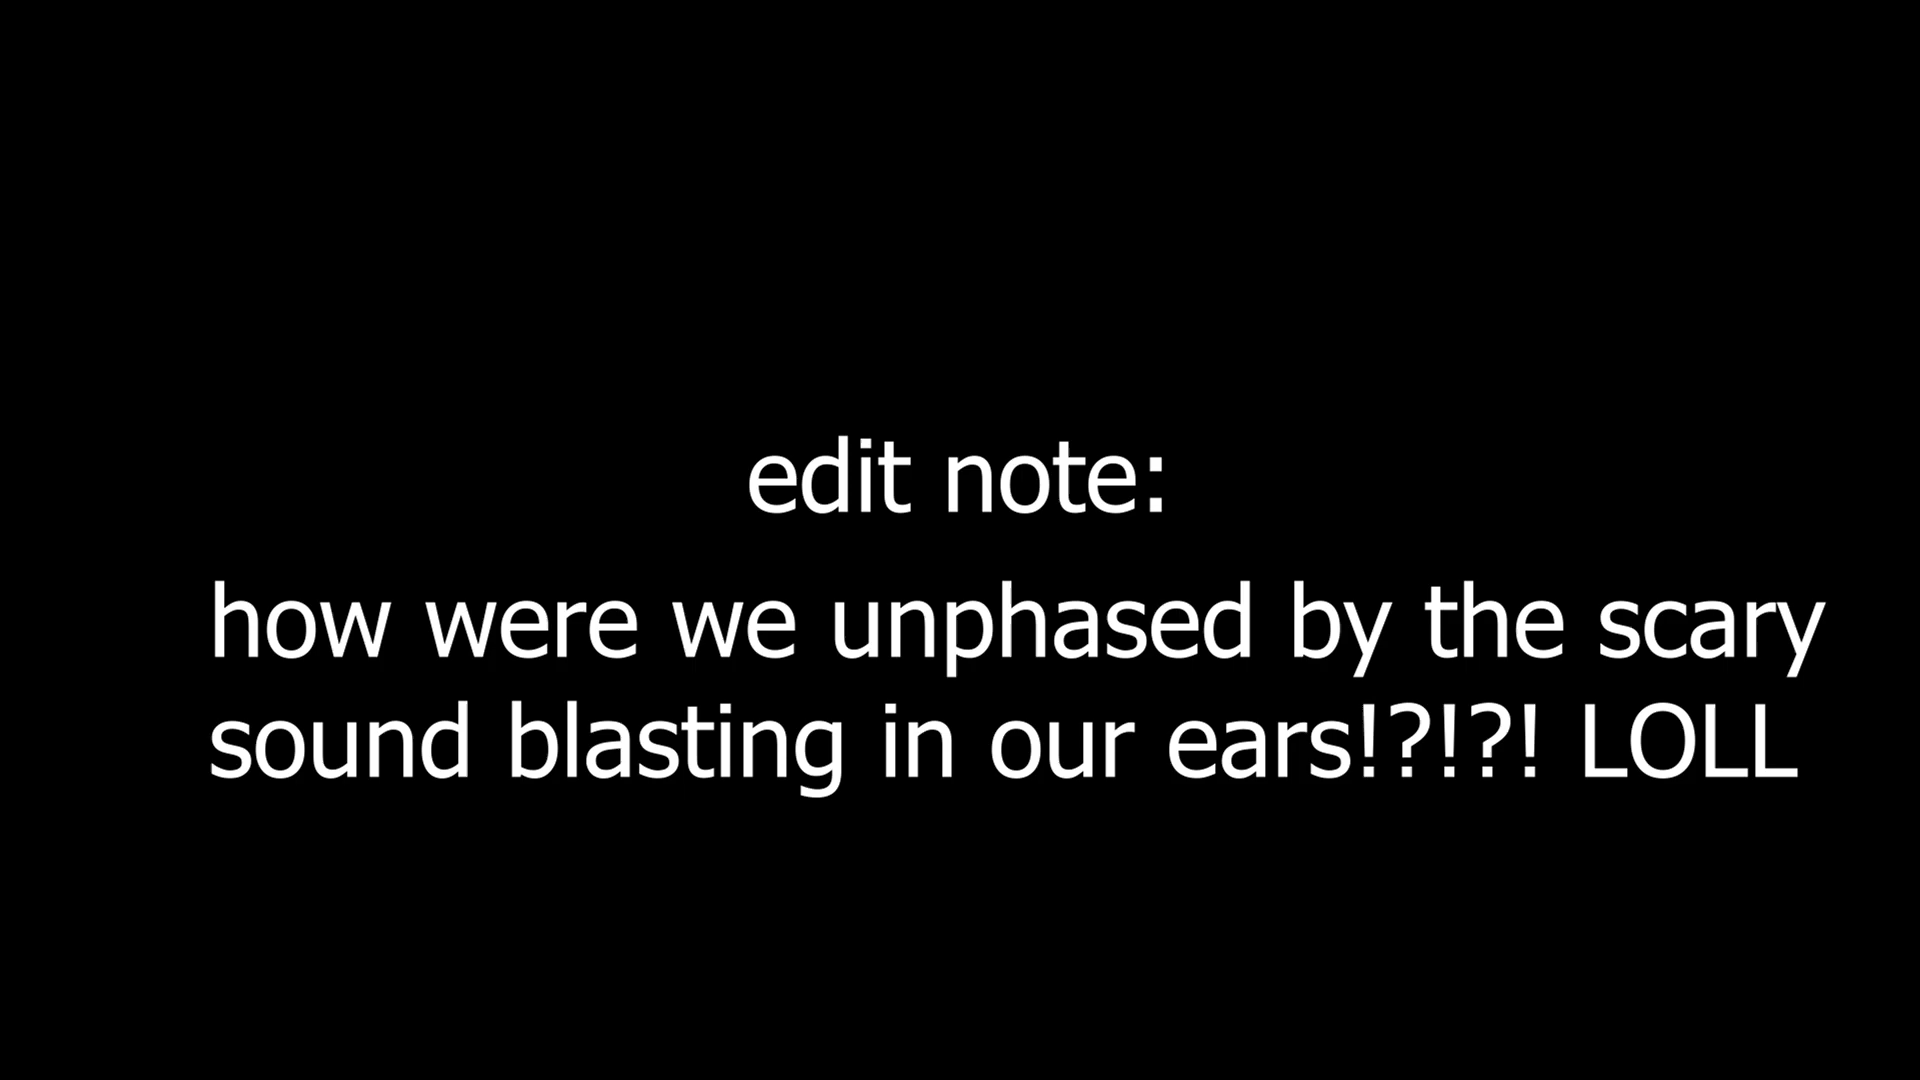 edit note:
how were we unphased by the scary
sound blasting in our ears!?!?! LOLL